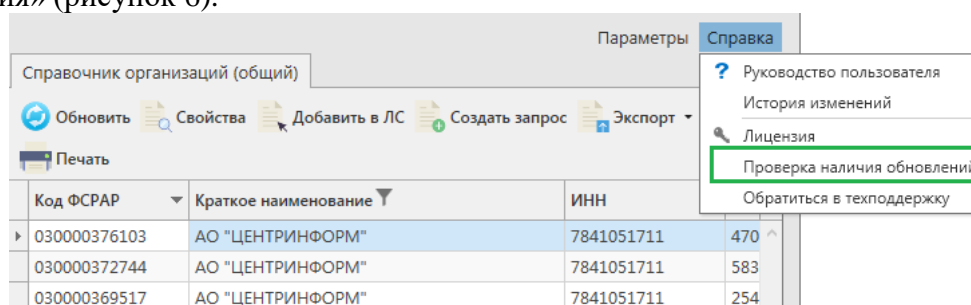 ия» (рисунок 6).
Параметры Справка
Справочник организаций (общий)
? Руководство пользователя
История изменений
Лицензия
Проверка наличия обновлений
Обратиться в техподдержку
Обновить Свойства Добавить в ЛС Создать запрос Экспорт
Печать
Код ФСРАР Краткое наименование ИНН
030000376103 АО "ЦЕНТРИНФОРМ" 7841051711 470
030000372744 АО "ЦЕНТРИНФОРМ" 7841051711 583
030000369517 АО "ЦЕНТРИНФОРМ" 7841051711 254